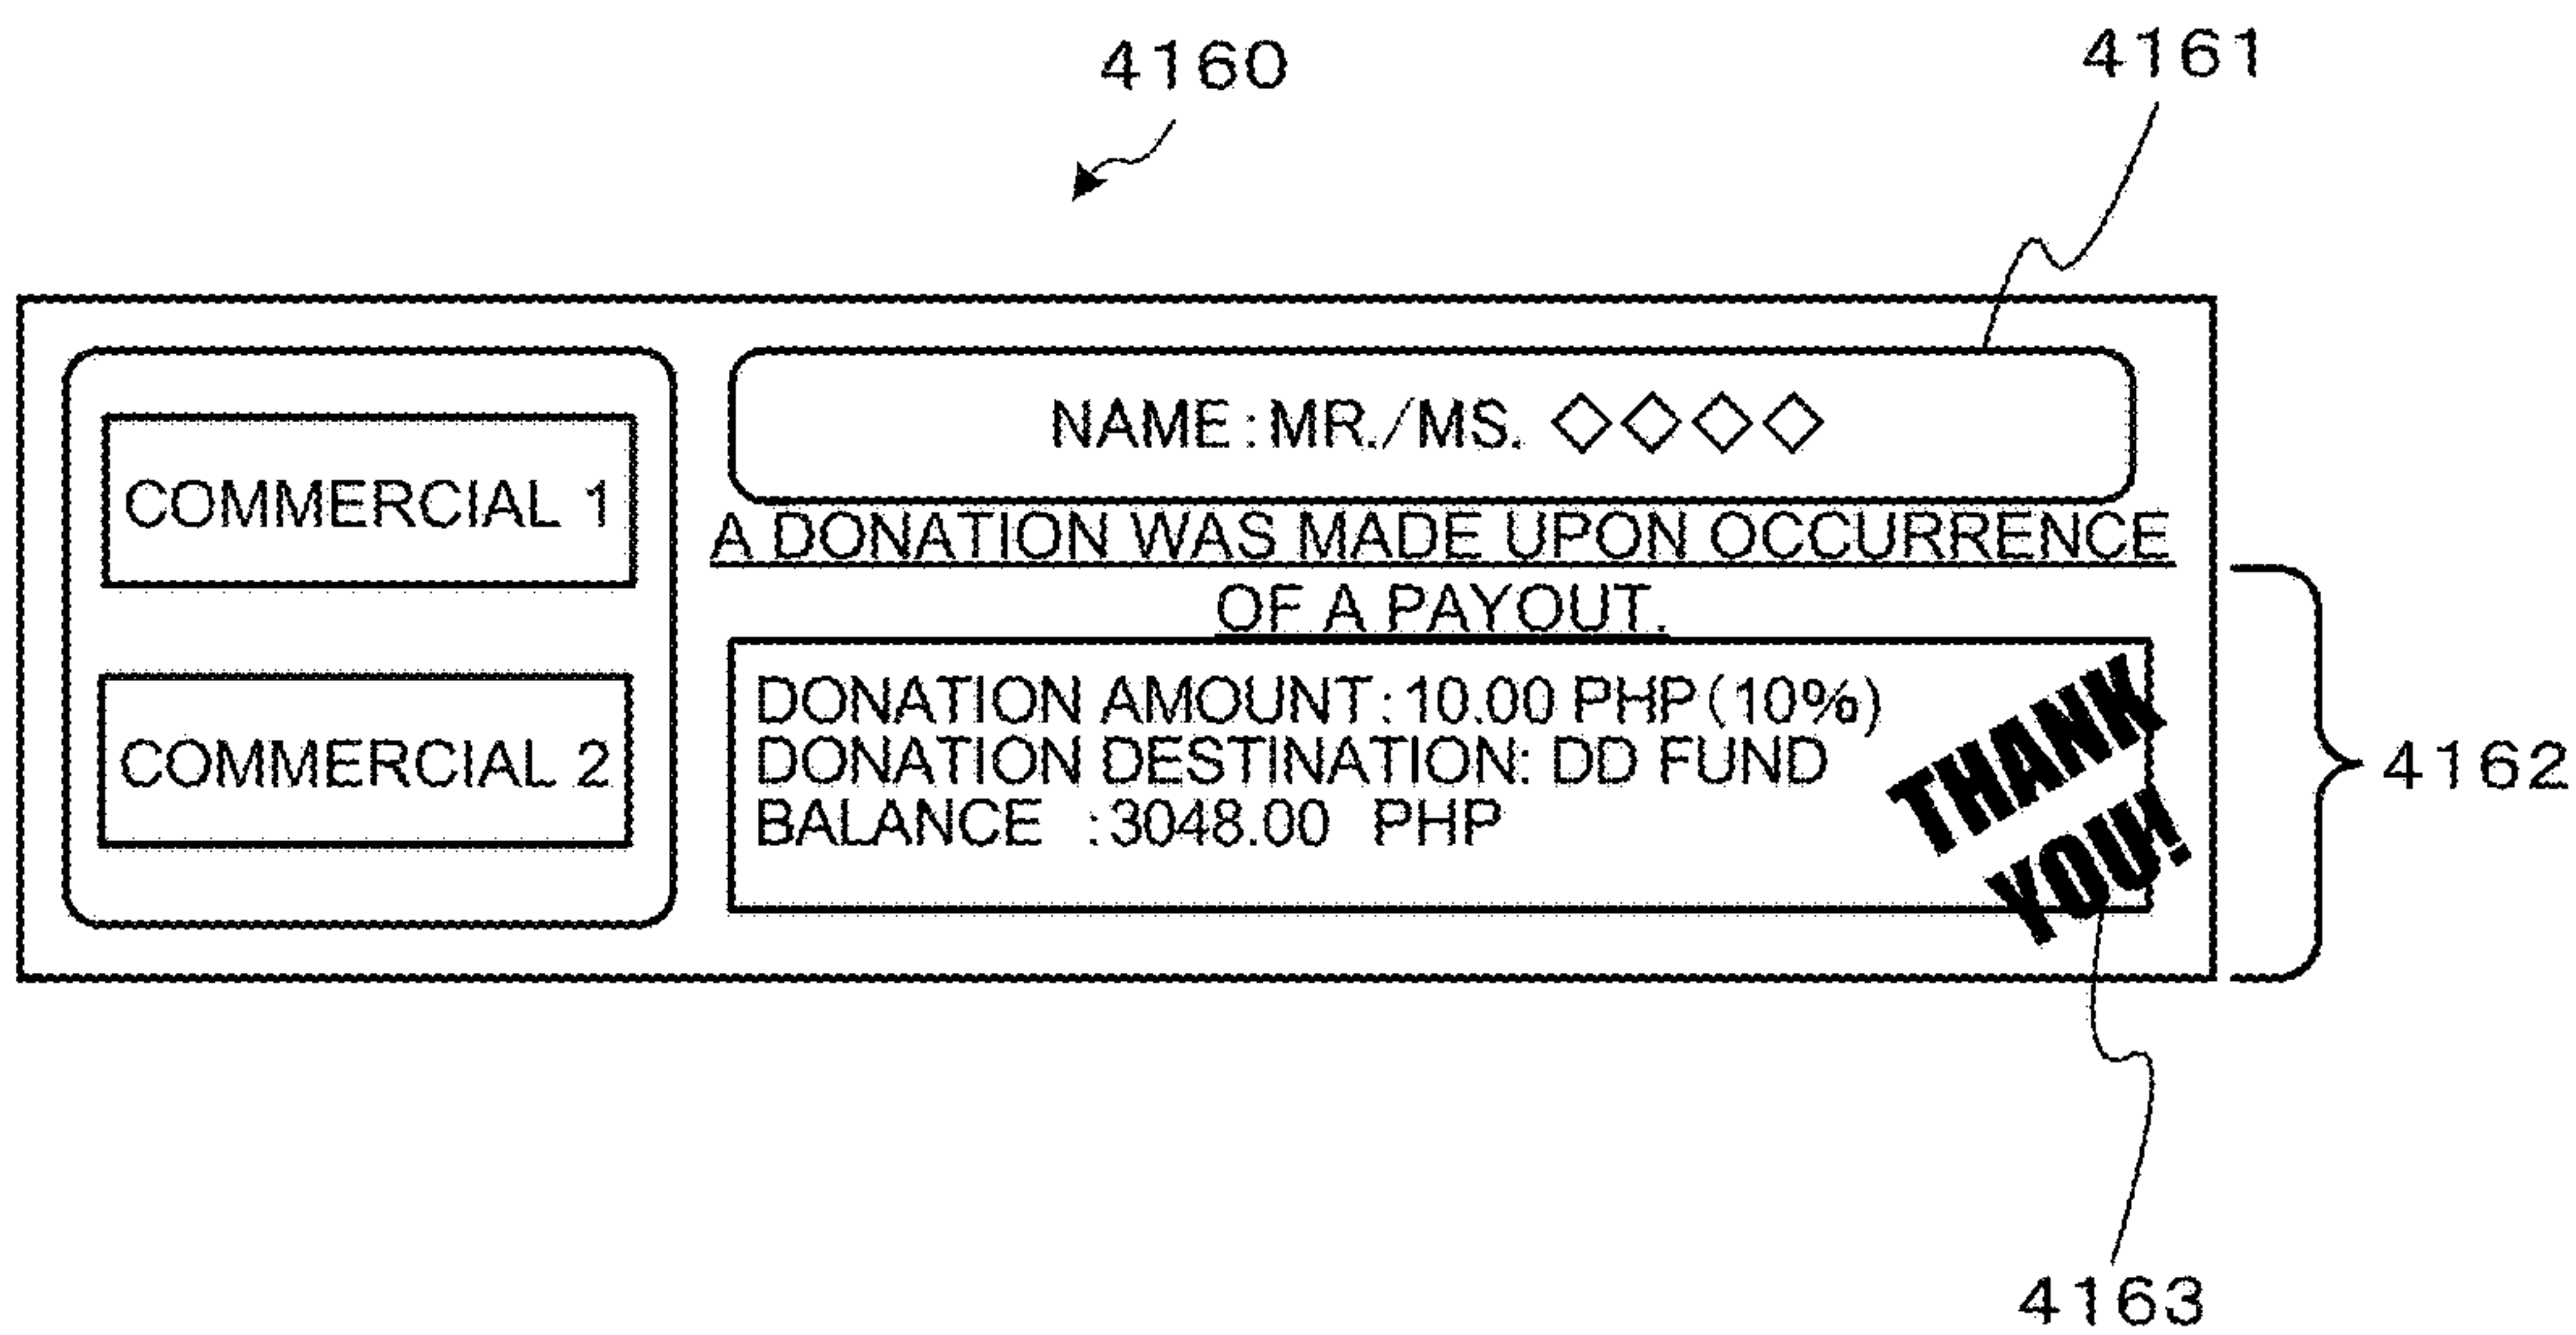 4160
4161
NAME:MR./MS. ◇◇◇◇
COMMERCIAL 1
COMMERCIAL 2
A DONATION WAS MADE UPON OCCURRENCE
OF A PAYOUT.
DONATION AMOUNT:10.00 PHP(10%)
DONATION DESTINATION: DD FUND
BALANCE :3048.00 PHP
THANK
YOU!
4162
4163